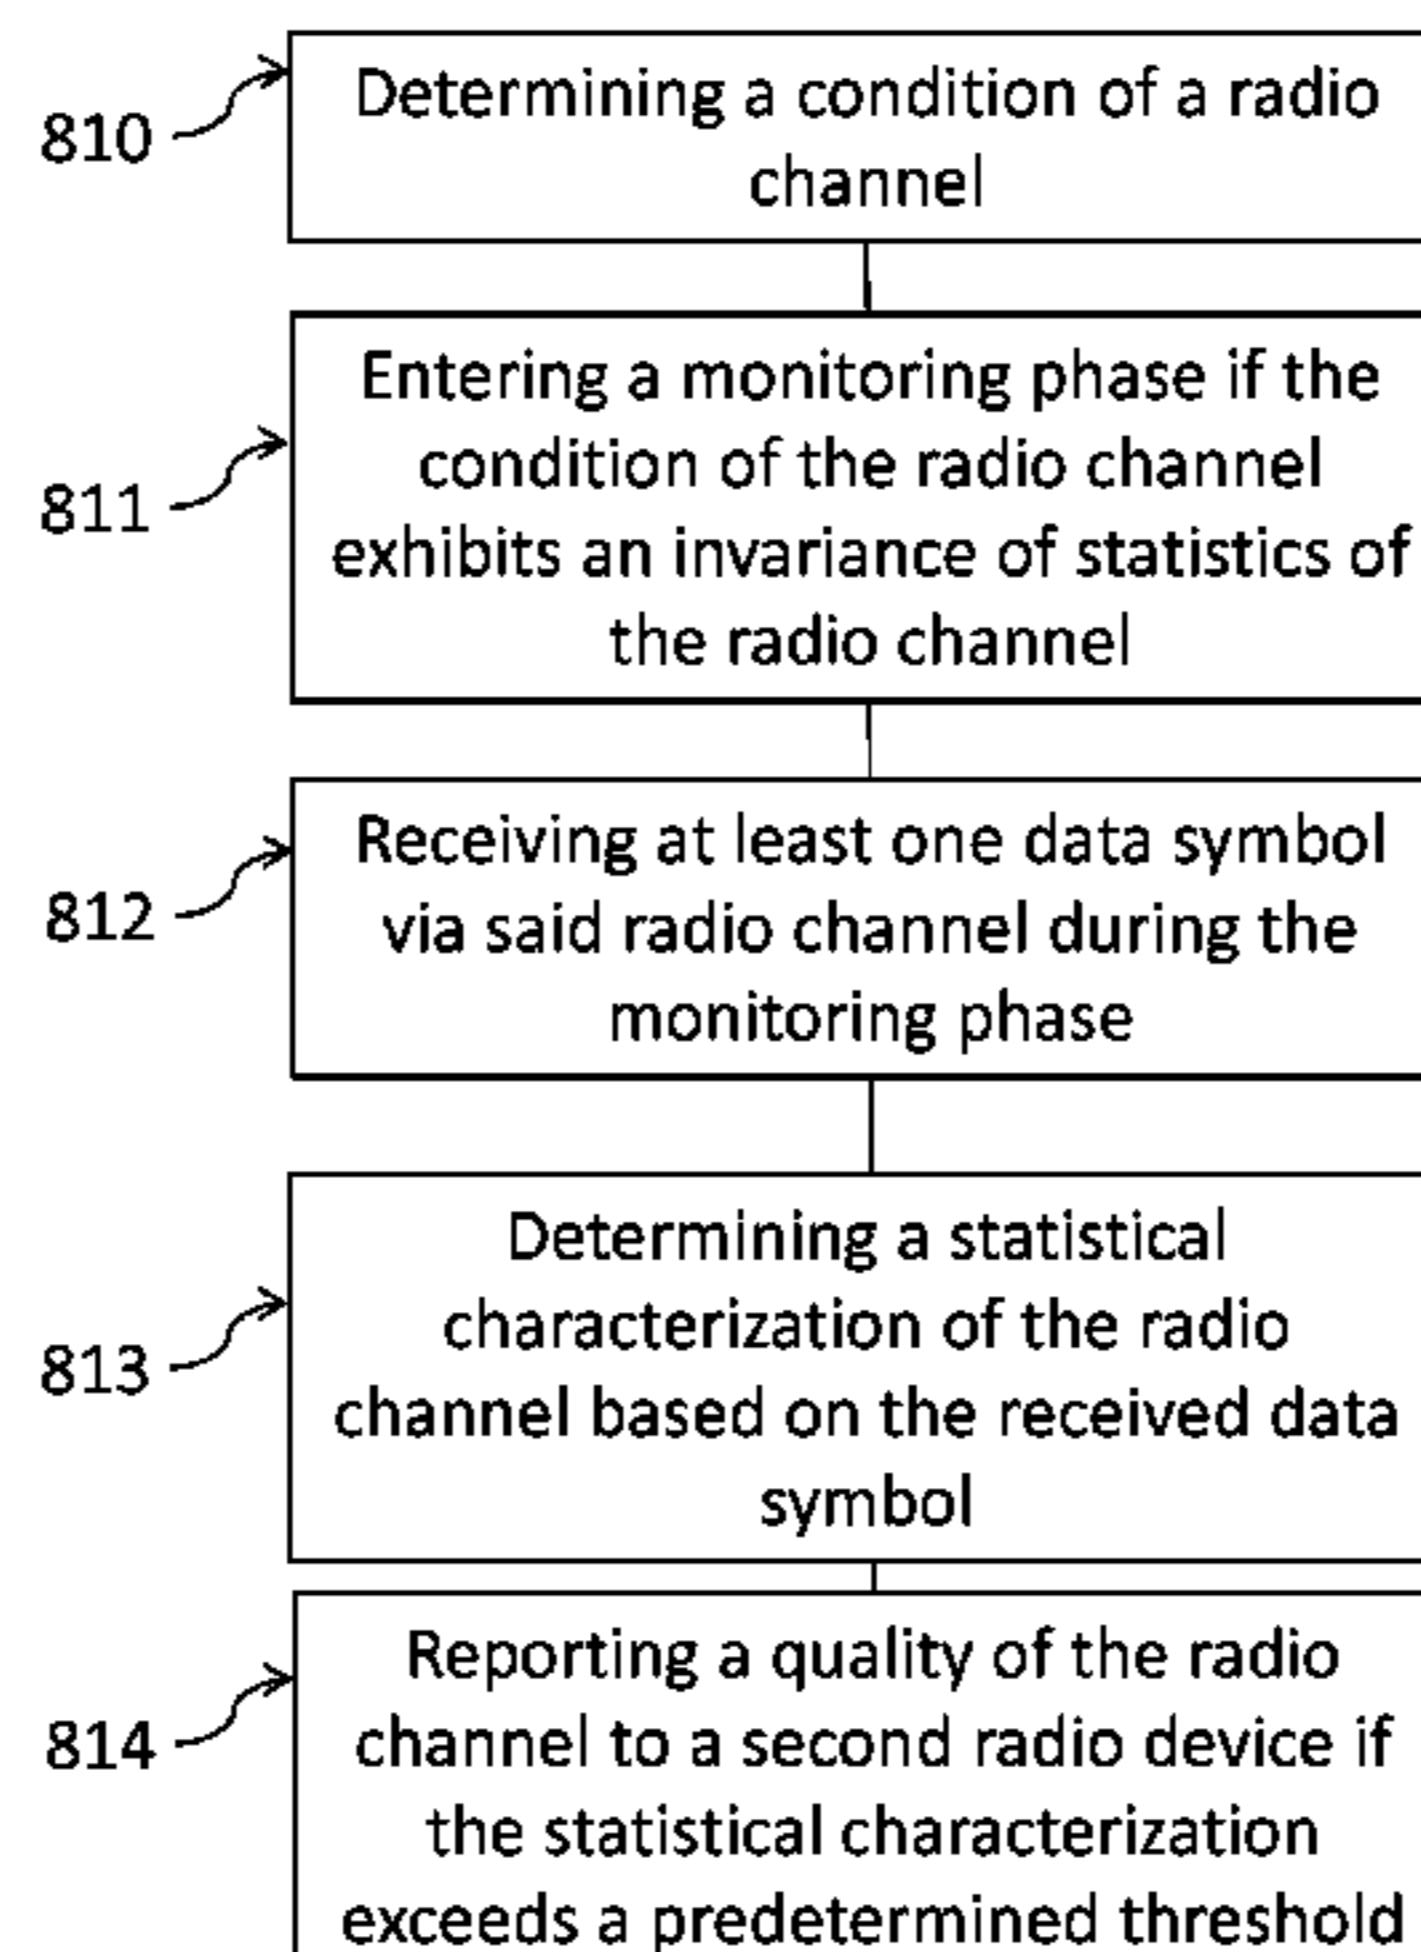 810
Determining a condition of a radio
channel
811
Entering a monitoring phase if the
condition of the radio channel
exhibits an invariance of statistics of
the radio channel
812
Receiving at least one data symbol
via said radio channel during the
monitoring phase
813
Determining a statistical
characterization of the radio
channel based on the received data
symbol
814
Reporting a quality of the radio
channel to a second radio device if
the statistical characterization
exceeds a predetermined threshold